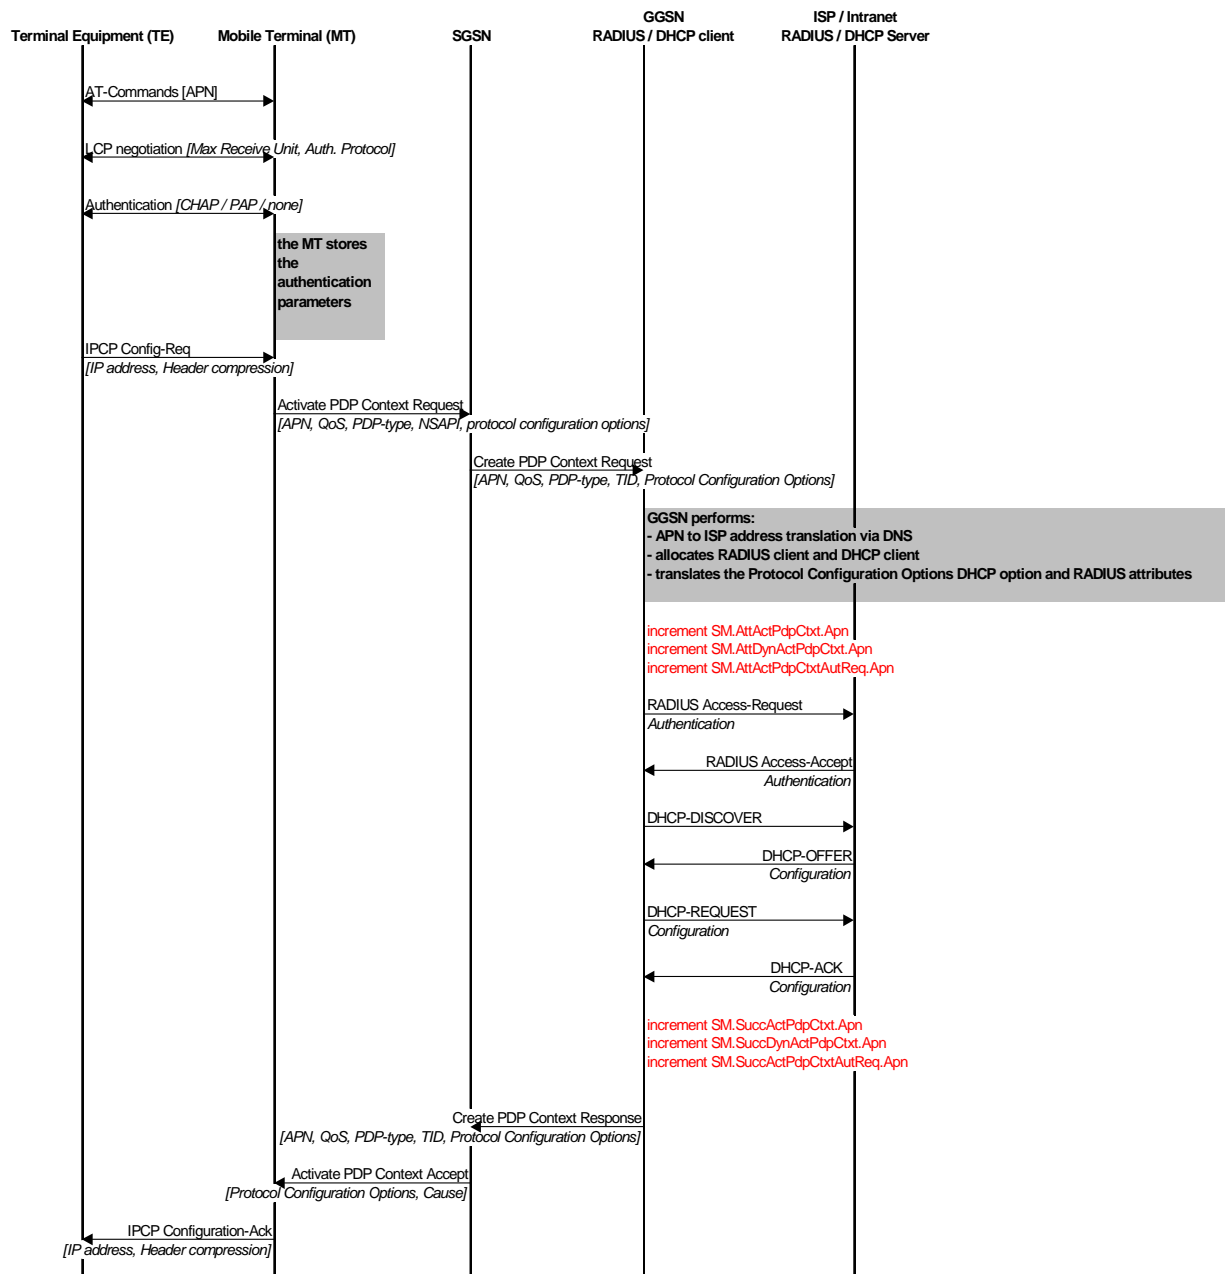 GGSN
ISP / Intranet
Terminal Equipment (TE)
Mobile Terminal (MT)
SGSN
RADIUS / DHCP client
RADIUS / DHCP Server
AT-Commands [APN]
LCP negotiation [Max Receive Unit, Auth. Protocol]
Authentication [CHAP / PAP / none]
the MT stores
the
authentication
parameters
IPCP Config-Req
[IP address, Header compression]
Activate PDP Context Request
[APN, QoS, PDP-type, NSAPI, protocol configuration options]
Create PDP Context Request
[APN, QoS, PDP-type, TID, Protocol Configuration Options]
GGSN performs:
- APN to ISP address translation via DNS
- allocates RADIUS client and DHCP client
- translates the Protocol Configuration Options DHCP option and RADIUS attributes
increment SM.AttActPdpCtxt.Apn
increment SM.AttDynActPdpCtxt.Apn
increment SM.AttActPdpCtxtAutReq.Apn
RADIUS Access-Request
Authentication
RADIUS Access-Accept
Authentication
DHCP-DISCOVER
DHCP-OFFER
Configuration
DHCP-REQUEST
Configuration
DHCP-ACK
Configuration
increment SM.SuccActPdpCtxt.Apn
increment SM.SuccDynActPdpCtxt.Apn
increment SM.SuccActPdpCtxtAutReq.Apn
Create PDP Context Response
[APN, QoS, PDP-type, TID, Protocol Configuration Options]
Activate PDP Context Accept
[Protocol Configuration Options, Cause]
IPCP Configuration-Ack
[IP address, Header compression]